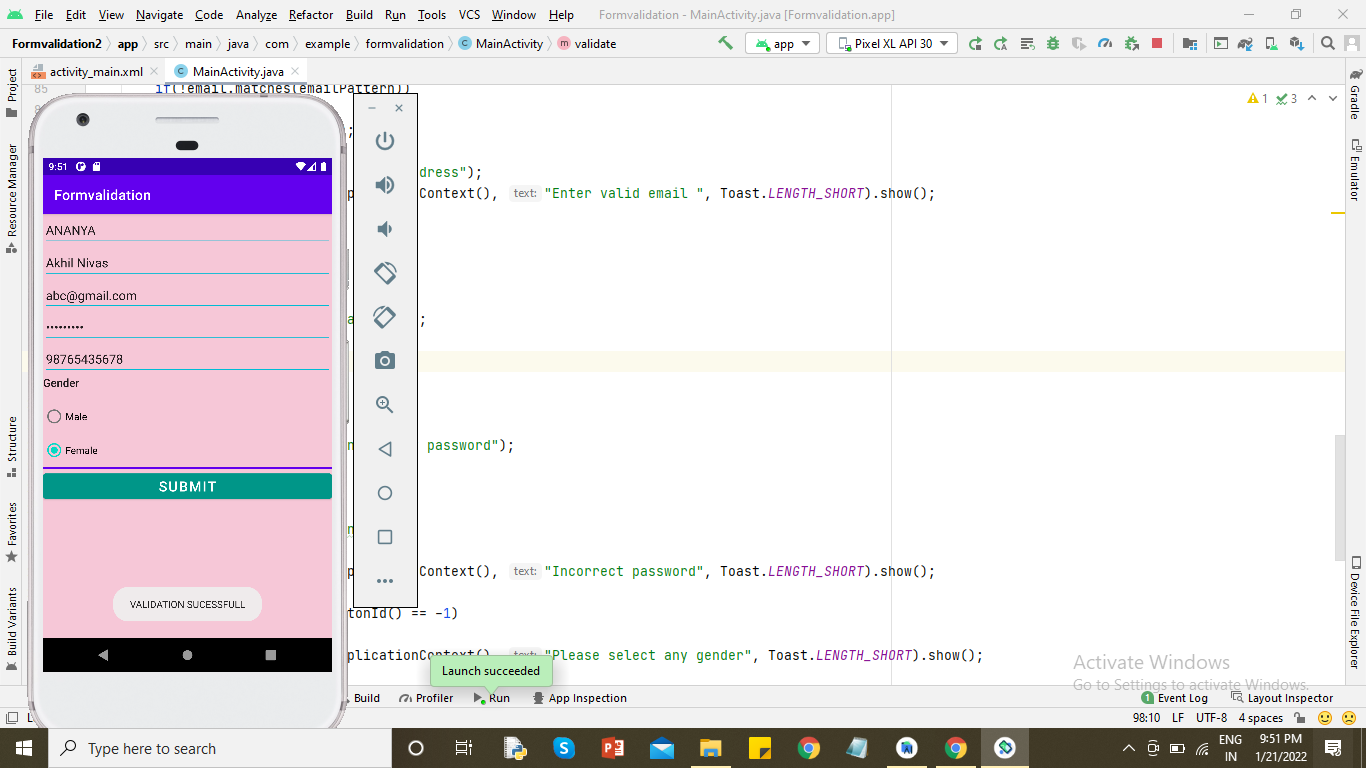 File Edit View Navigate Code Analyze Refactor Build Run Tools VCS Window Help Formvalidation - MainActivity.java [Formvalidation.app]
Formvalidation2 app src main java com example formvalidation MainActivity validate app Pixel XL API 30
activity_main.xml MainActivity.java
85 if(!email.matches(emailPattern))
1 3
;
dress");
Context(), text: "Enter valid email ", Toast.LENGTH_SHORT).show();
;
password");
Context(), text: "Incorrect password", Toast.LENGTH_SHORT).show();
tonId() == -1)
plicationContext(), text: "Please select any gender", Toast.LENGTH_SHORT).show();
9:51
Formvalidation
ANANYA
Akhil Nivas
abc@gmail.com
•••••••••
98765435678
Gender
Male
Female
SUBMIT
VALIDATION SUCESSFULL
Project
Resource Manager
Structure
Favorites
Build Variants
Gradle
Emulator
Device File Explorer
Launch succeeded
Activate Windows
Go to Settings to activate Windows.
Build Profiler Run App Inspection 1 Event Log Layout Inspector
98:10 LF UTF-8 4 spaces
Type here to search
ENG
IN
9:51 PM
1/21/2022